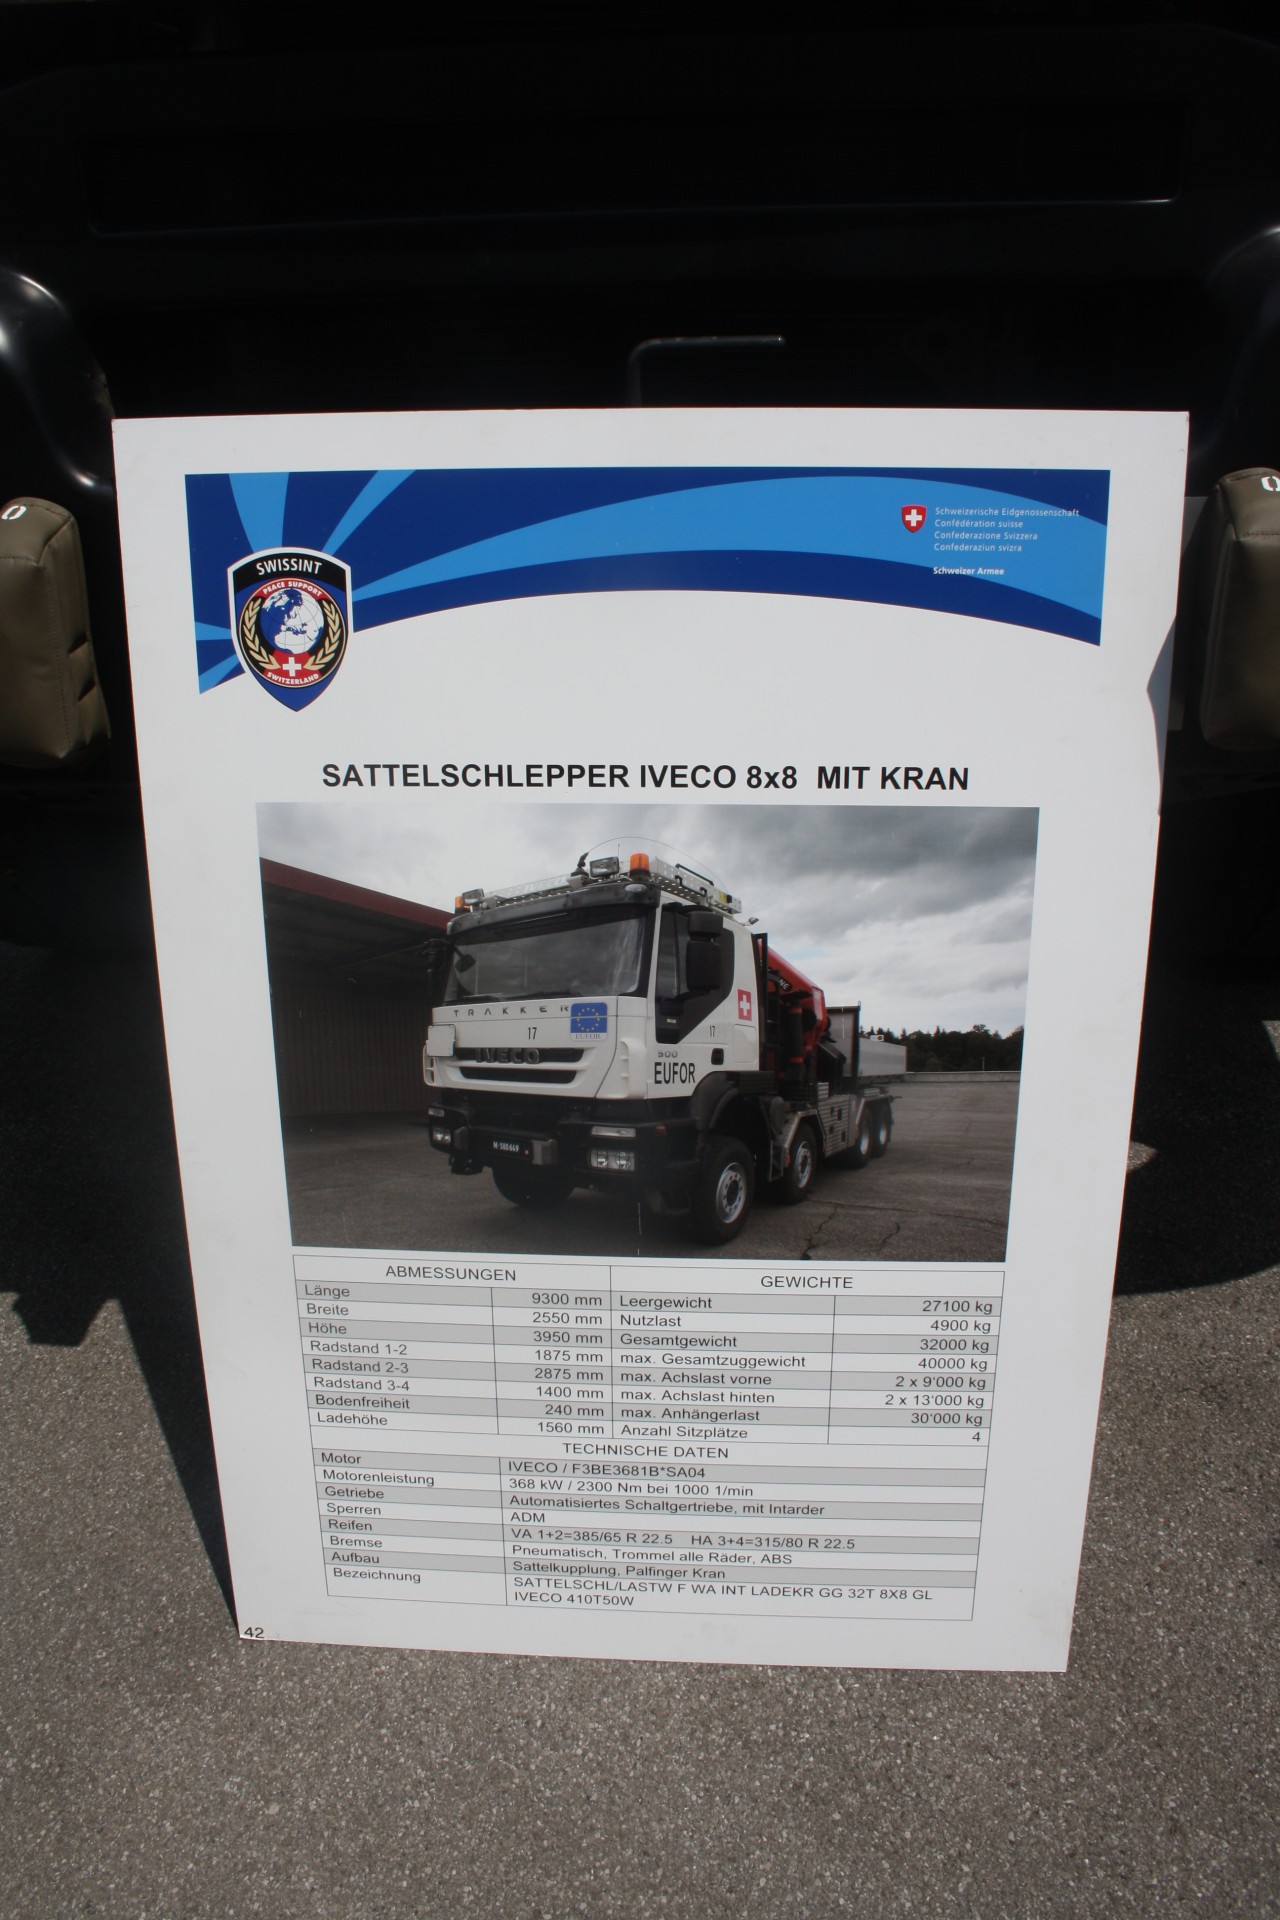 Schweizerische Eidgenossenschaft
Confédération suisse
Confederazione Svizzera
Confederaziun svizra
Schweizer Armee
SWISSINT
PEACE SUPPORT
SWITZERLAND
SATTELSCHLEPPER IVECO 8x8 MIT KRAN
TRAKKER
EUFOR
17
17
IVECO
500
EUFOR
ABMESSUNGEN GEWICHTE
Länge 9300 mm Leergewicht 27100 kg
Breite 2550 mm Nutzlast 4900 kg
Höhe 3950 mm Gesamtgewicht 32000 kg
Radstand 1-2 1875 mm max. Gesamtzuggewicht 40000 kg
Radstand 2-3 2875 mm max. Achslast vorne 2 x 9'000 kg
Radstand 3-4 1400 mm max. Achslast hinten 2 x 13'000 kg
Bodenfreiheit 240 mm max. Anhängerlast 30'000 kg
Ladehöhe 1560 mm Anzahl Sitzplätze 4
TECHNISCHE DATEN
Motor IVECO / F3BE3681B*SA04
Motorenleistung 368 kW / 2300 Nm bei 1000 1/min
Getriebe Automatisiertes Schaltgertriebe, mit Intarder
Sperren ADM
Reifen VA 1+2=385/65 R 22.5 HA 3+4=315/80 R 22.5
Bremse Pneumatisch, Trommel alle Räder, ABS
Aufbau Sattelkupplung, Palfinger Kran
Bezeichnung SATTELSCHL/LASTW F WA INT LADEKR GG 32T 8X8 GL
IVECO 410T50W
42